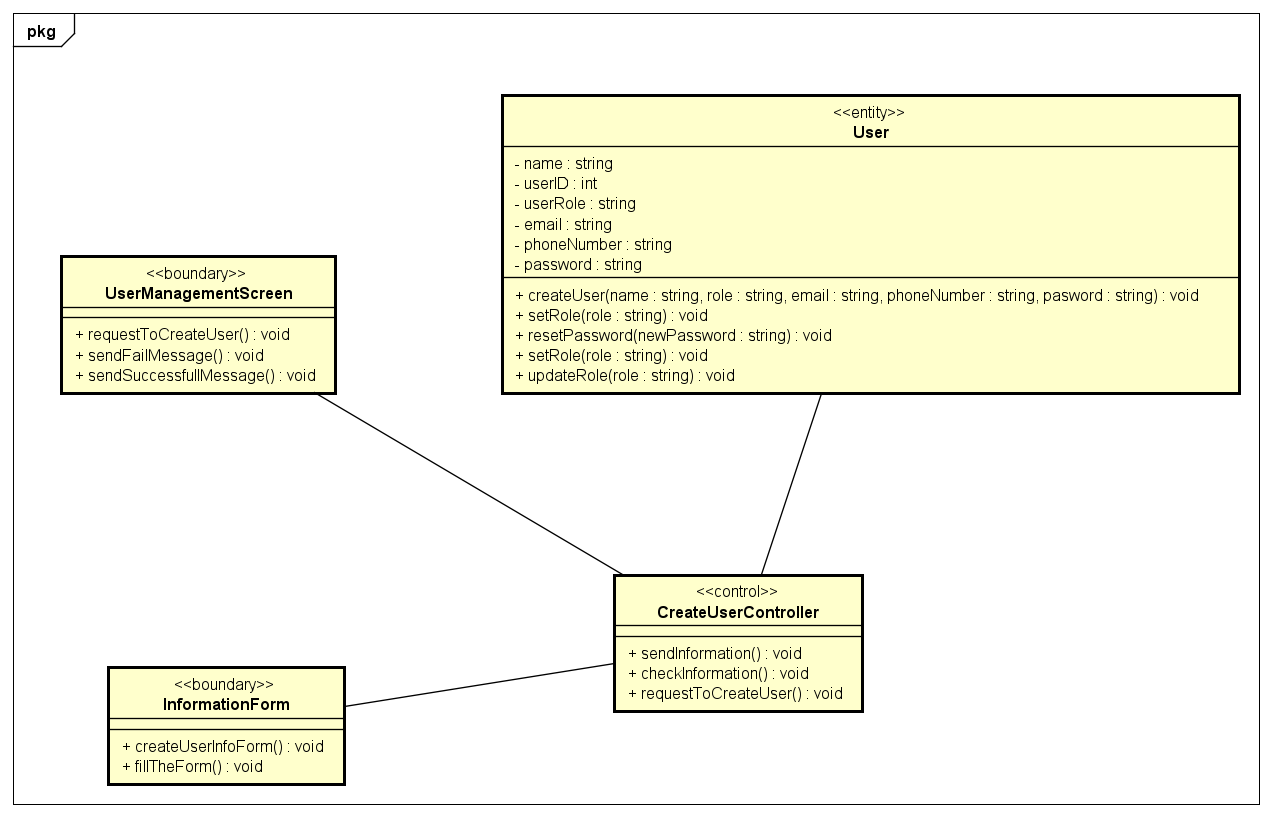 pkg
<<entity>>
User
- name : string
- userID : int
- userRole : string
- email : string
- phoneNumber : string
- password : string
+ createUser(name : string, role : string, email : string, phoneNumber : string, pasword : string) : void
+ setRole(role : string) : void
+ resetPassword(newPassword : string) : void
+ setRole(role : string) : void
+ updateRole(role : string) : void
<<boundary>>
UserManagementScreen
+ requestToCreateUser() : void
+ sendFailMessage() : void
+ sendSuccessfullMessage() : void
<<control>>
CreateUserController
+ sendInformation() : void
+ checkInformation() : void
+ requestToCreateUser() : void
<<boundary>>
InformationForm
+ createUserInfoForm() : void
+ fillTheForm() : void